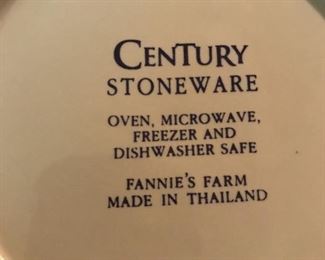 CENTURY
STONEWARE
OVEN, MICROWAVE,
FREEZER AND
DISHWASHER SAFE
FANNIE'S FARM
MADE IN THAILAND